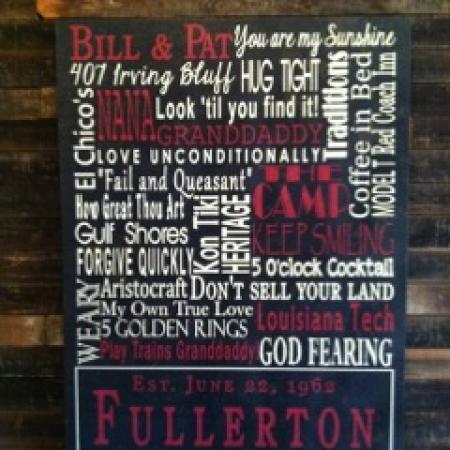 BILL & PAT You are my Sunshine
407 Irving Bluff HUG TIGHT
El Chico's
NANA Look 'til you find it!
GRANDDADDY
Traditions
Coffee in Bed
MODEL T Red Coach Inn
LOVE UNCONDITIONALLY
"Fail and Queasant"
THE CAMP
How Great Thou Art
Kon Tiki
HERITAGE
KEEP SMILING
Gulf Shores
FORGIVE QUICKLY
5 O'clock Cocktail
WEARY
Aristocraft DON'T SELL YOUR LAND
My Own True Love
Louisiana Tech
5 GOLDEN RINGS
Play Trains Granddaddy!
GOD FEARING
EST. JUNE 22, 1962
FULLERTON